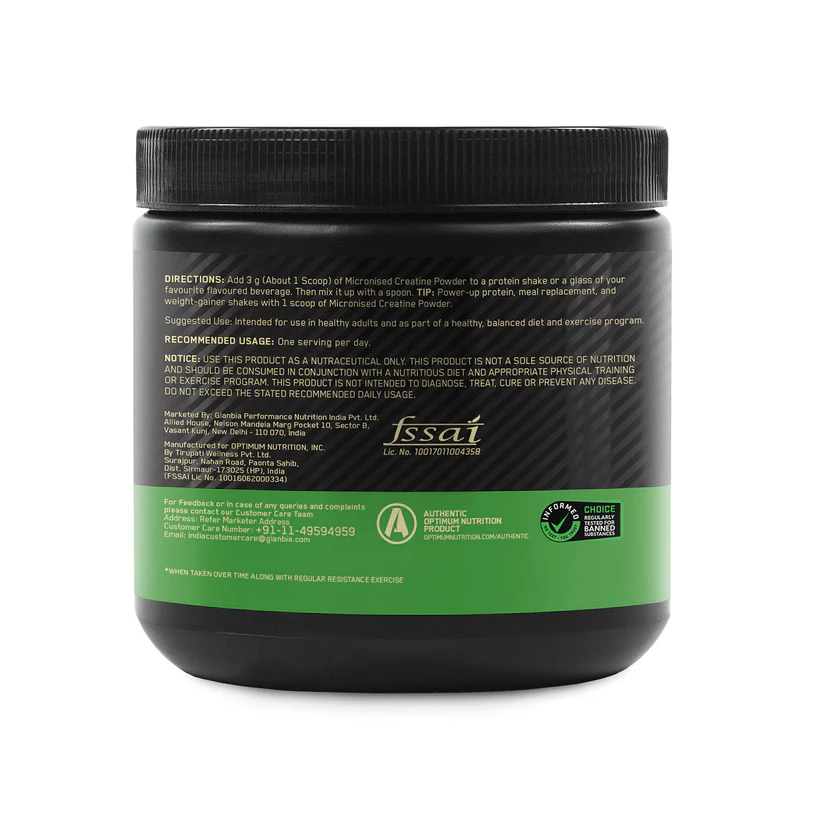 DIRECTIONS: Add 3 g (About 1 Scoop) of Micronised Creatine Powder to a protein shake or a glass of your
favourite flavoured beverage. Then mix it up with a spoon. TIP: Power-up protein, meal replacement, and
weight-gainer shakes with 1 scoop of Micronised Creatine Powder.
Suggested Use: Intended for use in healthy adults and as part of a healthy, balanced diet and exercise program.
RECOMMENDED USAGE: One serving per day.
NOTICE: USE THIS PRODUCT AS A NUTRACEUTICAL ONLY. THIS PRODUCT IS NOT A SOLE SOURCE OF NUTRITION
AND SHOULD BE CONSUMED IN CONJUNCTION WITH A NUTRITIOUS DIET AND APPROPRIATE PHYSICAL TRAINING
OR EXERCISE PROGRAM. THIS PRODUCT IS NOT INTENDED TO DIAGNOSE, TREAT, CURE OR PREVENT ANY DISEASE.
DO NOT EXCEED THE STATED RECOMMENDED DAILY USAGE.
Marketed By: Glanbia Performance Nutrition India Pvt. Ltd.
Allied House, Nelson Mandela Marg Pocket 10, Sector B,
Vasant Kunj, New Delhi - 110 070, India
Manufactured for OPTIMUM NUTRITION, INC.
By Tirupati Wellness Pvt. Ltd.
Surajpur, Nahan Road, Paonta Sahib,
Dist. Sirmaur-173025 (HP), India
(FSSAI Lic No. 10016062000334)
fssai
Lic. No. 10017011004358
For Feedback or in case of any queries and complaints
please contact our Customer Care Team
Address: Refer Marketer Address
Customer Care Number: +91-11-49594959
Email: indiacustomercare@glanbia.com
AUTHENTIC
OPTIMUM NUTRITION
PRODUCT
OPTIMUMNUTRITION.COM/AUTHENTIC
INFORMED
WE TEST • YOU TRUST
CHOICE
REGULARLY
TESTED FOR
BANNED
SUBSTANCES
*WHEN TAKEN OVER TIME ALONG WITH REGULAR RESISTANCE EXERCISE